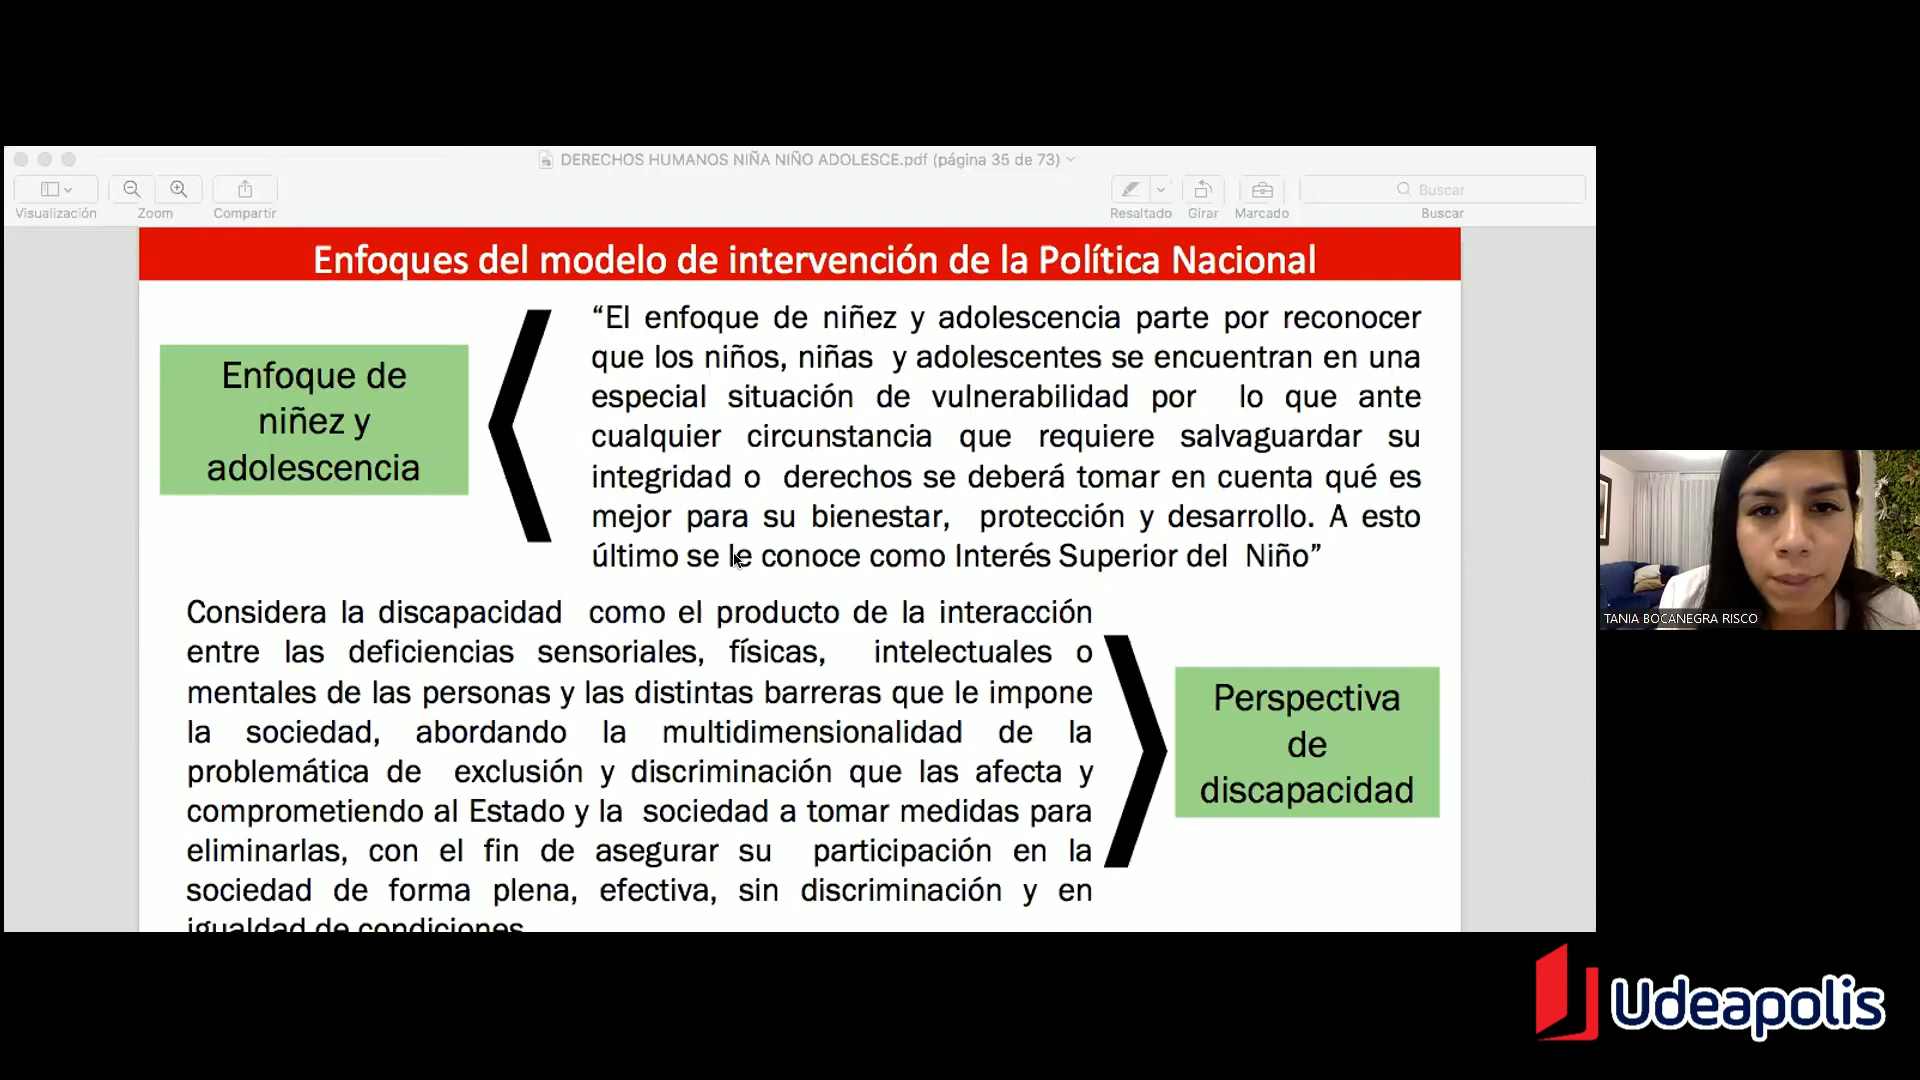 DERECHOS HUMANOS NIÑA NIÑO ADOLESCE.pdf (página 35 de 73)
Visualización
Zoom
Compartir
Resaltado
Girar
Marcado
Buscar
Buscar
Enfoques del modelo de intervención de la Política Nacional
Enfoque de
niñez y
adolescencia
“El enfoque de niñez y adolescencia parte por reconocer
que los niños, niñas y adolescentes se encuentran en una
especial situación de vulnerabilidad por lo que ante
cualquier circunstancia que requiere salvaguardar su
integridad o derechos se deberá tomar en cuenta qué es
mejor para su bienestar, protección y desarrollo. A esto
último se le conoce como Interés Superior del Niño”
Considera la discapacidad como el producto de la interacción
entre las deficiencias sensoriales, físicas, intelectuales o
mentales de las personas y las distintas barreras que le impone
la sociedad, abordando la multidimensionalidad de la
problemática de exclusión y discriminación que las afecta y
comprometiendo al Estado y la sociedad a tomar medidas para
eliminarlas, con el fin de asegurar su participación en la
sociedad de forma plena, efectiva, sin discriminación y en
igualdad de condiciones
Perspectiva
de
discapacidad
TANIA BOCANEGRA RISCO
Udeapolis